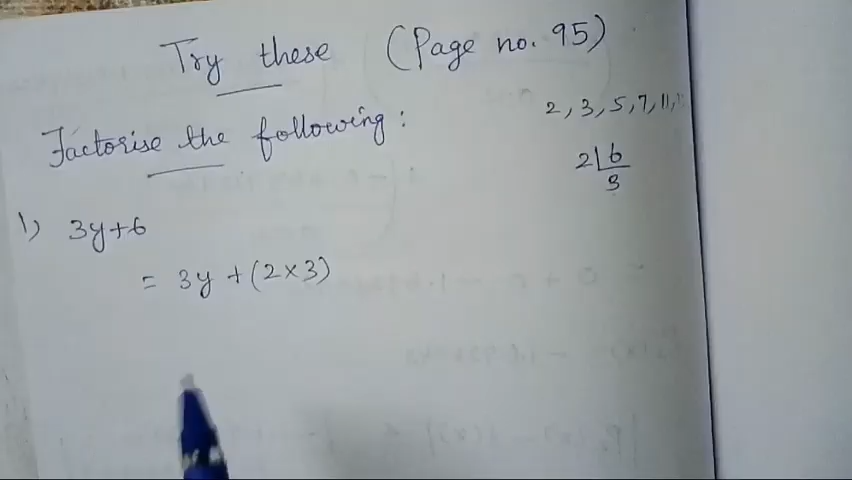 Try these (Page no. 95)
2, 3, 5, 7, 11,
Factorise the following:
2 | 6
3
1) 3y+6
= 3y + (2×3)